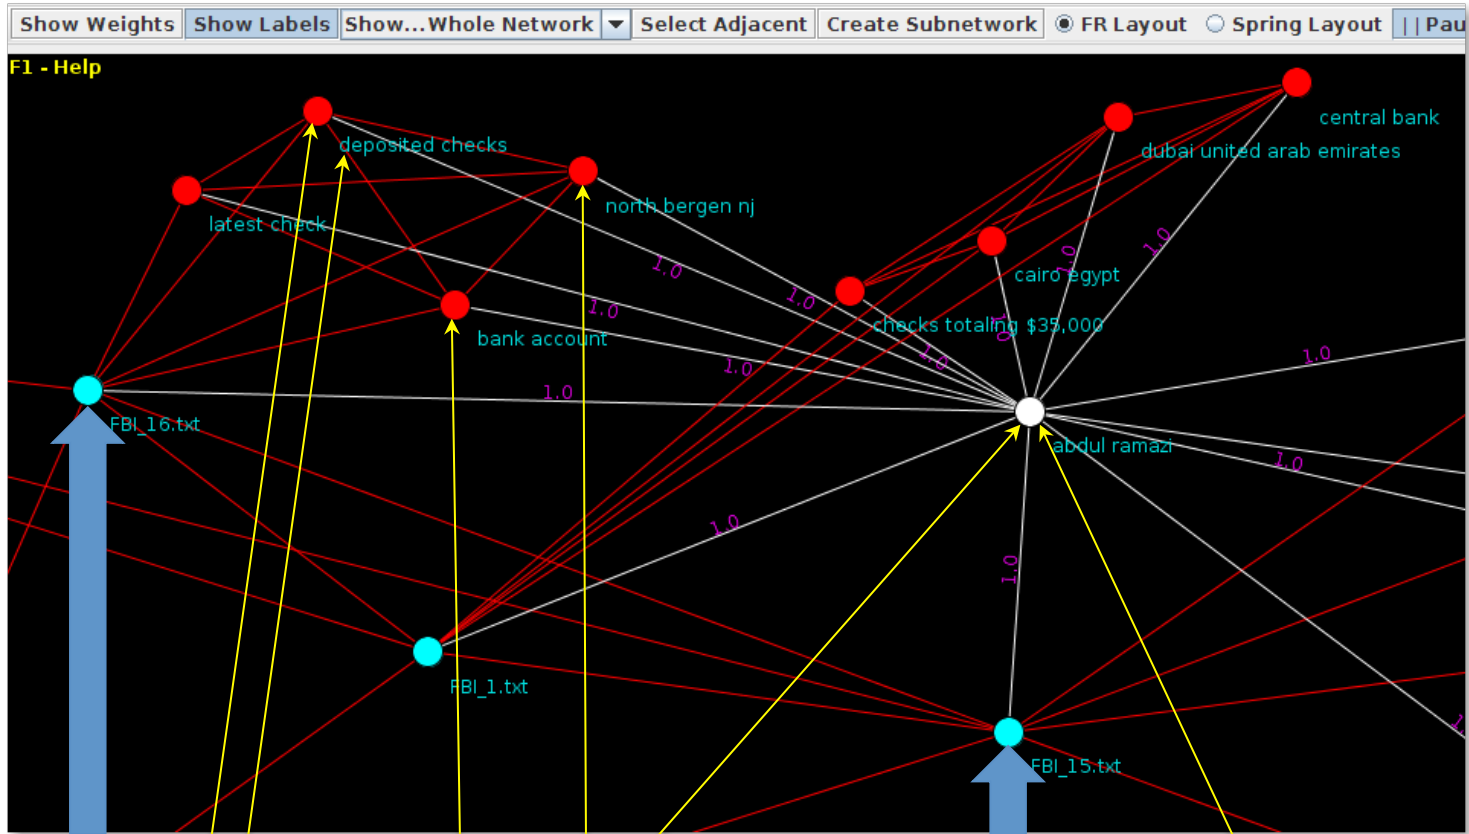 Show Weights Show Labels Show...Whole Network Select Adjacent Create Subnetwork FR Layout Spring Layout || Pau
F1 - Help
central bank
deposited checks
dubai united arab emirates
north bergen nj
latest check
1.0
1.0
1.0
cairo egypt
1.0
1.0
checks totaling $35,000
1.0
bank account
1.0
1.0
1.0
1.0
FBI_16.txt
abdul ramazi
1.0
1.0
1.0
FBI_1.txt
FBI_15.txt